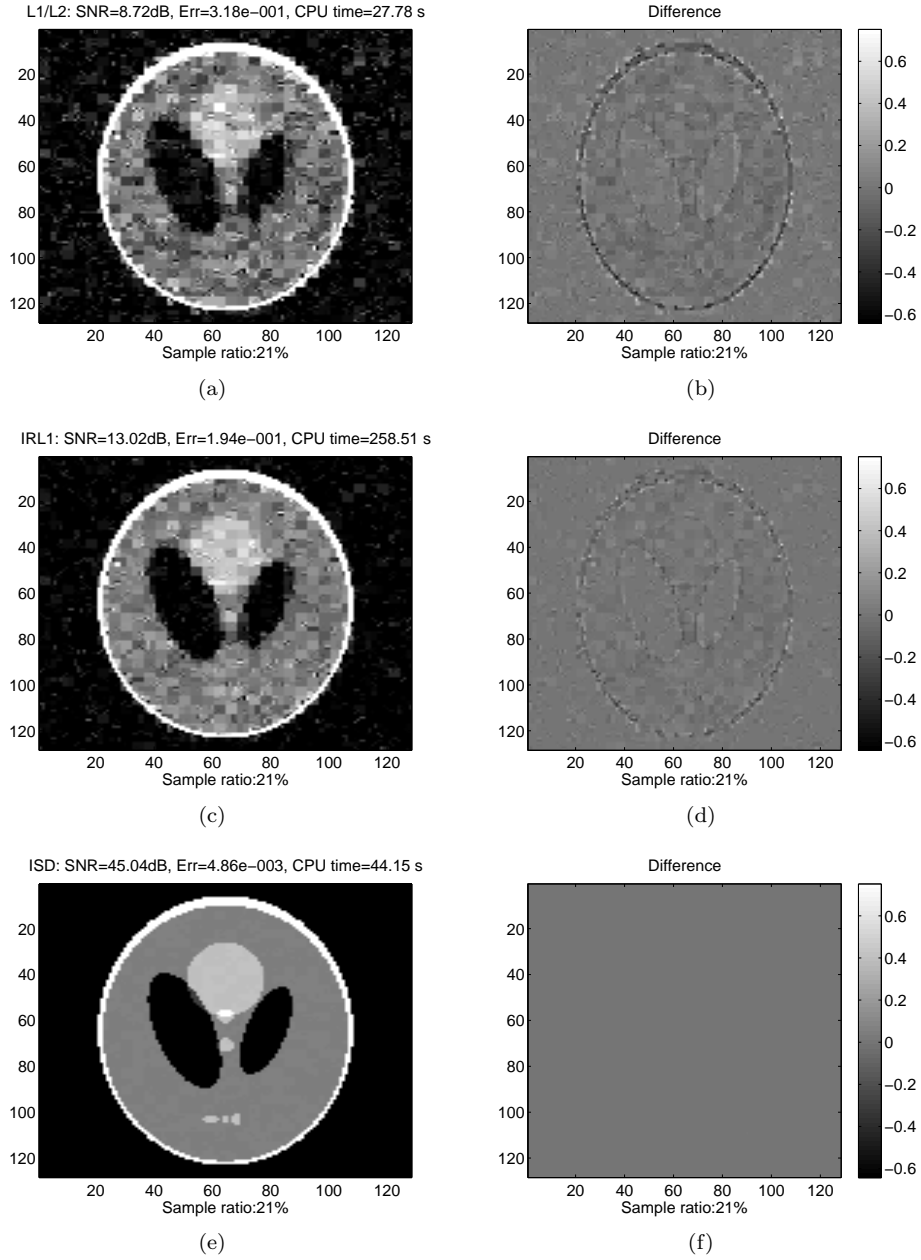 L1/L2: SNR=8.72dB, Err=3.18e−001, CPU time=27.78 s
20
40
60
80
100
120
20 40 60 80 100 120
Sample ratio:21%
(a)
Difference
20
40
60
80
100
120
20 40 60 80 100 120
Sample ratio:21%
0.6
0.4
0.2
0
−0.2
−0.4
−0.6
(b)
IRL1: SNR=13.02dB, Err=1.94e−001, CPU time=258.51 s
20
40
60
80
100
120
20 40 60 80 100 120
Sample ratio:21%
(c)
Difference
20
40
60
80
100
120
20 40 60 80 100 120
Sample ratio:21%
0.6
0.4
0.2
0
−0.2
−0.4
−0.6
(d)
ISD: SNR=45.04dB, Err=4.86e−003, CPU time=44.15 s
20
40
60
80
100
120
20 40 60 80 100 120
Sample ratio:21%
(e)
Difference
20
40
60
80
100
120
20 40 60 80 100 120
Sample ratio:21%
0.6
0.4
0.2
0
−0.2
−0.4
−0.6
(f)